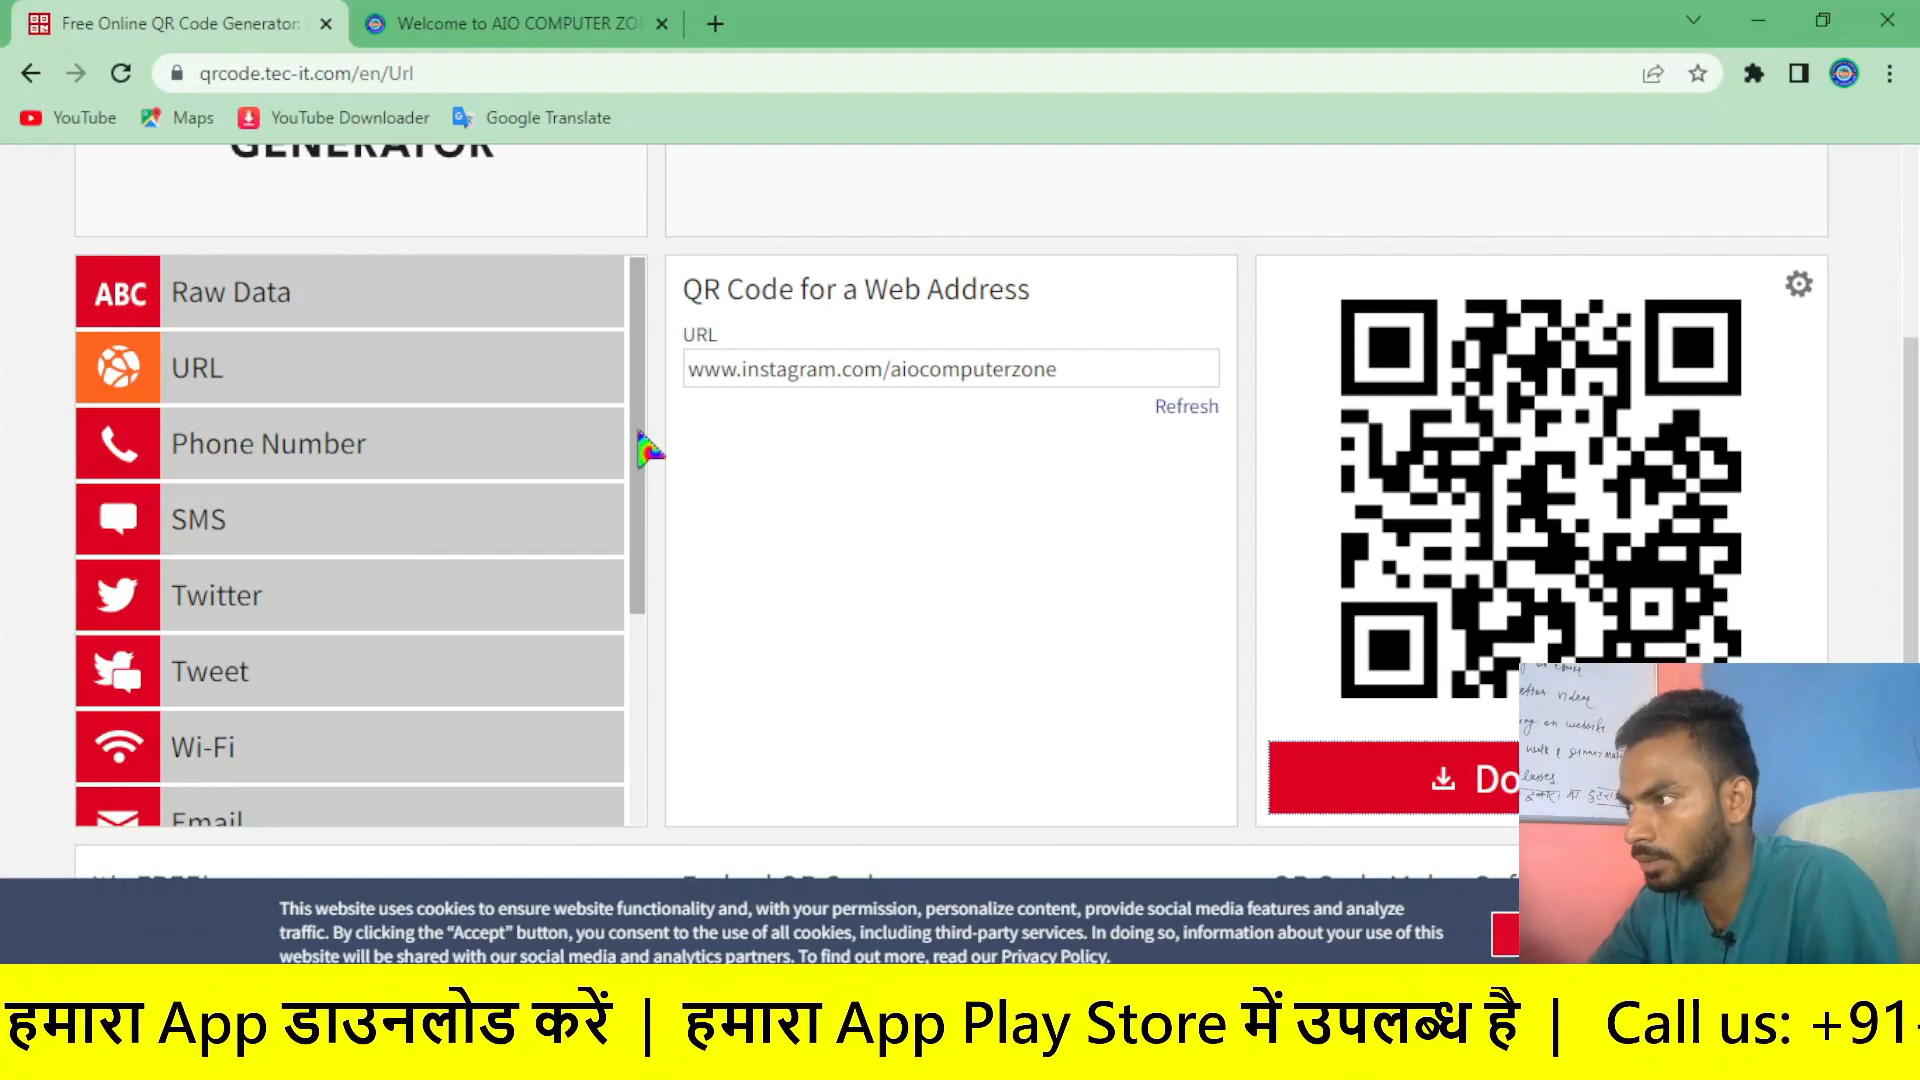 Free Online QR Code Generator:
Welcome to AIO COMPUTER ZO
qrcode.tec-it.com/en/Url
YouTube
Maps
YouTube Downloader
Google Translate
GENERATOR
ABC Raw Data
URL
Phone Number
SMS
Twitter
Tweet
Wi-Fi
Email
QR Code for a Web Address
URL
www.instagram.com/aiocomputerzone
Refresh
Do
website
This website uses cookies to ensure website functionality and, with your permission, personalize content, provide social media features and analyze
traffic. By clicking the “Accept” button, you consent to the use of all cookies, including third-party services. In doing so, information about your use of this
website will be shared with our social media and analytics partners. To find out more, read our Privacy Policy.
हमारा App डाउनलोड करें | हमारा App Play Store में उपलब्ध है | Call us: +91-